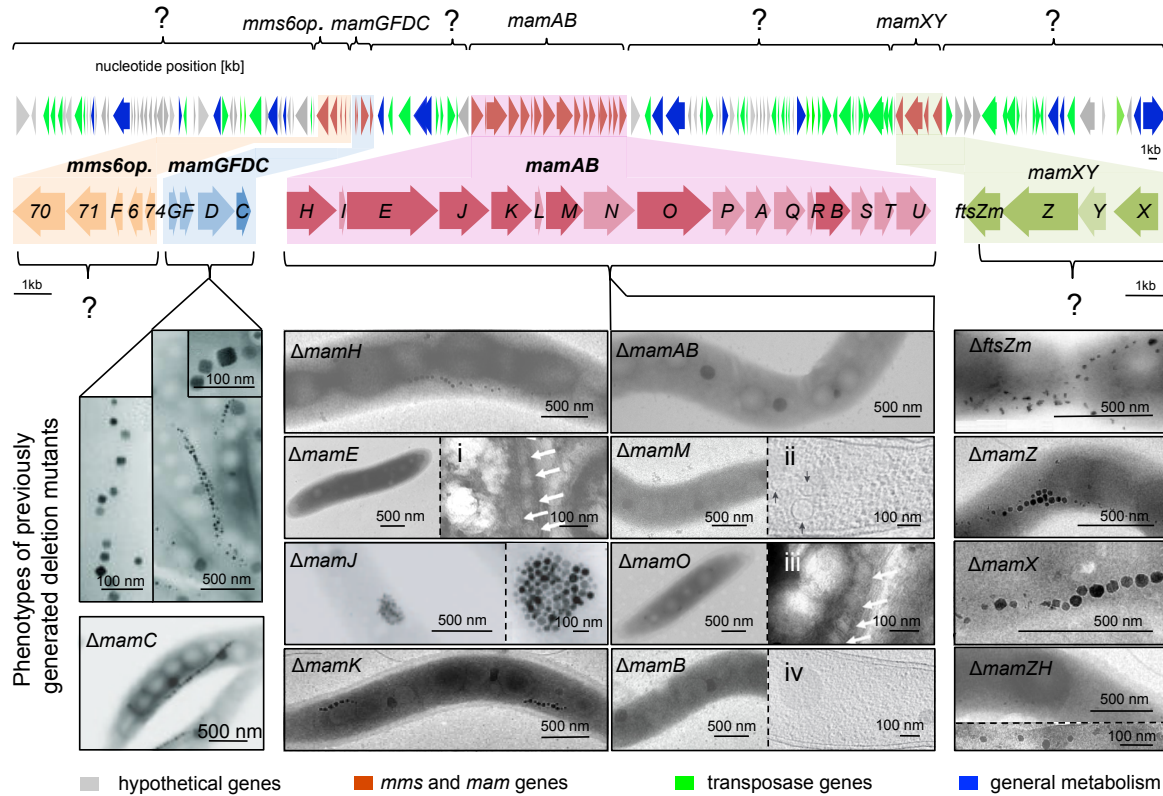 ? mms6op. mamGFDC ? mamAB ? mamXY ?
nucleotide position [kb]
1kb
mms6op. mamGFDC mamAB mamXY
70 71 F 6 74 GF D C H I E J K L M N O P A Q R B S T U ftsZm Z Y X
1kb ? ? 1kb
Phenotypes of previously
generated deletion mutants
100 nm
100 nm
500 nm
ΔmamC
500 nm
ΔmamH
500 nm
ΔmamAB
500 nm
ΔmamE
500 nm
i
100 nm
ΔmamM
500 nm
ii
100 nm
ΔmamJ
500 nm
100 nm
ΔmamO
500 nm
iii
100 nm
ΔmamK
500 nm
ΔmamB
500 nm
iv
100 nm
ΔftsZm
500 nm
ΔmamZ
500 nm
ΔmamX
500 nm
ΔmamZH
500 nm
100 nm
hypothetical genes mms and mam genes transposase genes general metabolism